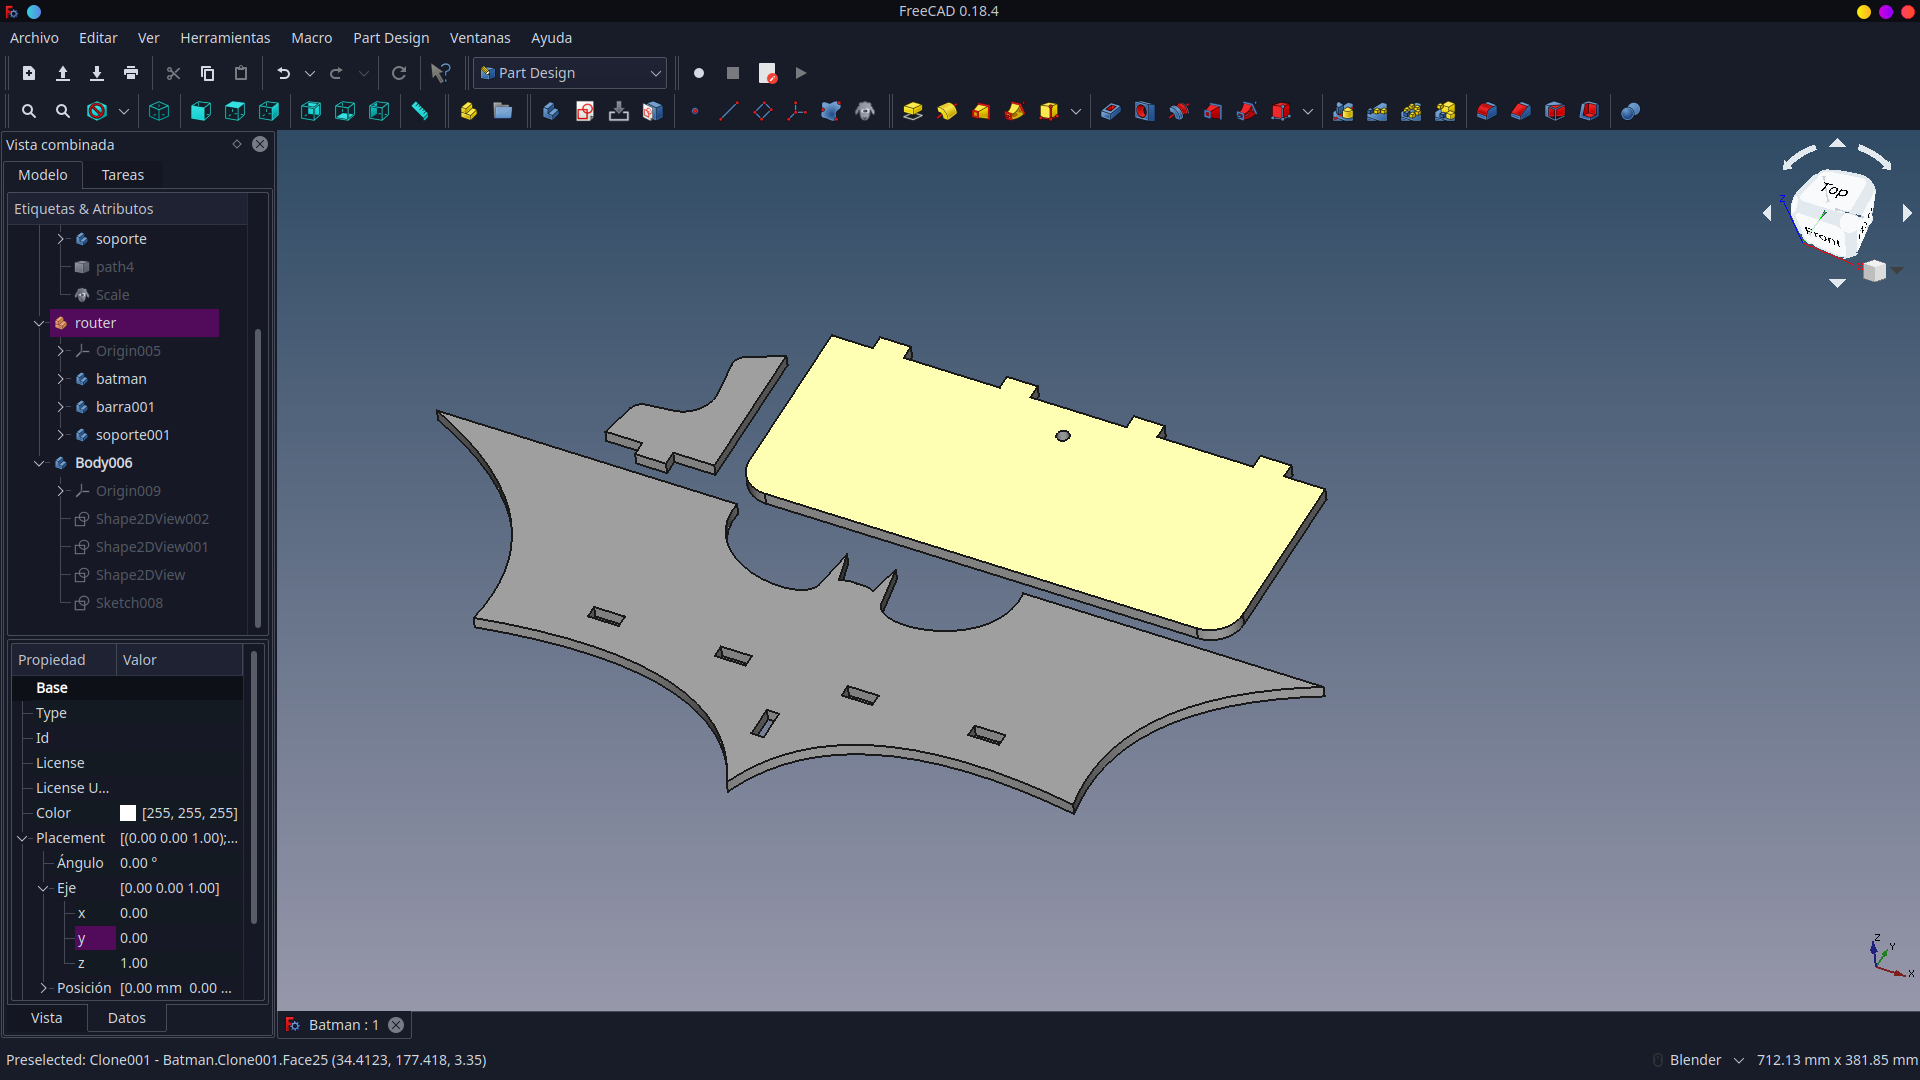 FreeCAD 0.18.4
Archivo Editar Ver Herramientas Macro Part Design Ventanas Ayuda
Part Design
Vista combinada
Modelo Tareas
Etiquetas & Atributos
soporte
path4
Scale
router
Origin005
batman
barra001
soporte001
Body006
Origin009
Shape2DView002
Shape2DView001
Shape2DView
Sketch008
Propiedad Valor
Base
Type
Id
License
License U...
Color [255, 255, 255]
Placement [(0.00 0.00 1.00);...
Ángulo 0.00 °
Eje [0.00 0.00 1.00]
x 0.00
y 0.00
z 1.00
Posición [0.00 mm 0.00 ...
Vista Datos
Top
Front
Z
Z
Y
X
Batman : 1
Preselected: Clone001 - Batman.Clone001.Face25 (34.4123, 177.418, 3.35)
Blender 712.13 mm x 381.85 mm